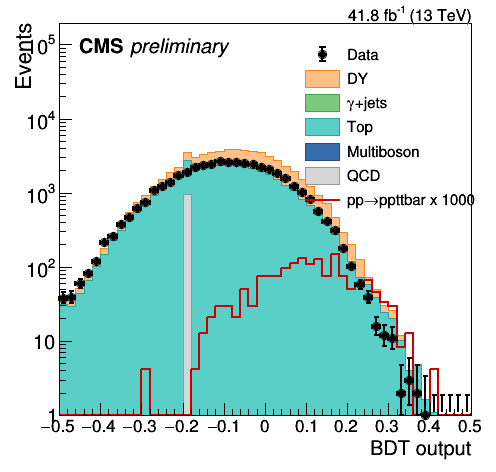 41.8 fb⁻¹ (13 TeV)
CMS preliminary
Events
10⁵
10⁴
10³
10²
10
1
Data
DY
γ+jets
Top
Multiboson
QCD
pp→ppttbar x 1000
−0.5 −0.4 −0.3 −0.2 −0.1 0 0.1 0.2 0.3 0.4 0.5
BDT output